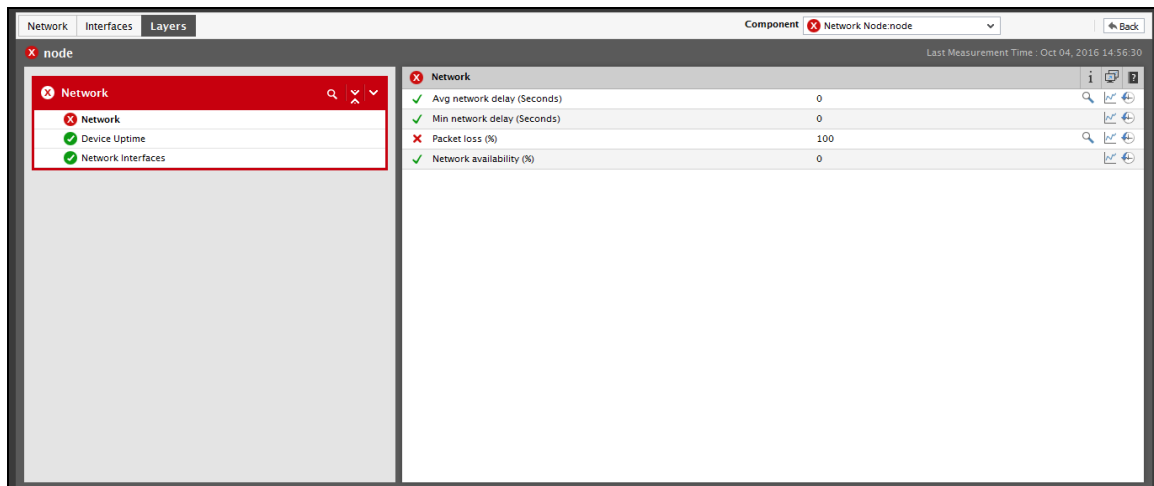 Network Interfaces Layers Component Network Node:node Back
node Last Measurement Time : Oct 04, 2016 14:56:30
Network
Network
Device Uptime
Network Interfaces
Network i ?
Avg network delay (Seconds) 0
Min network delay (Seconds) 0
Packet loss (%) 100
Network availability (%) 0